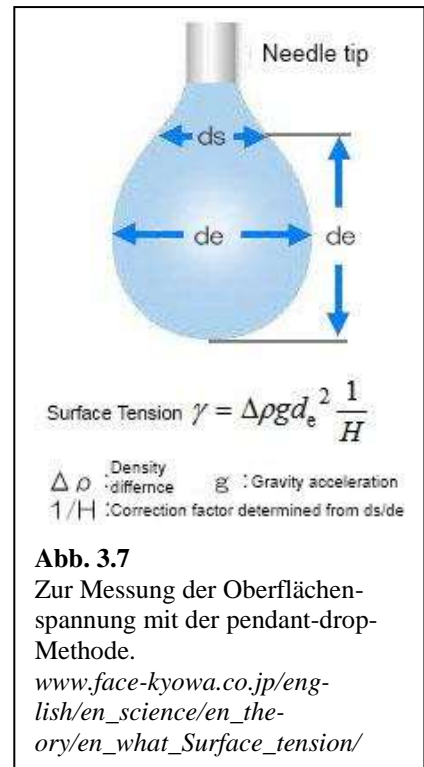 Needle tip
ds
de
de
Surface Tension γ = Δρgd_e² 1/H
Δρ : Density differnce g : Gravity acceleration
1/H : Correction factor determined from ds/de
Abb. 3.7
Zur Messung der Oberflächen-
spannung mit der pendant-drop-
Methode.
www.face-kyowa.co.jp/eng-
lish/en_science/en_the-
ory/en_what_Surface_tension/